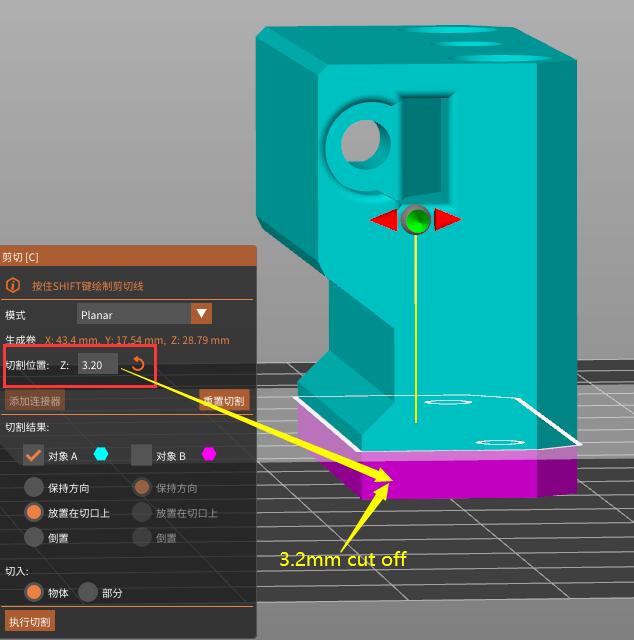 剪切 [C]
按住SHIFT键绘制剪切线
模式 Planar
生成卷 X: 43.4 mm, Y: 17.54 mm, Z: 28.79 mm
切割位置: Z: 3.20
添加连接器 重置切割
切割结果:
对象 A 对象 B
保持方向 保持方向
放置在切口上 放置在切口上
倒置 倒置
3.2mm cut off
切入:
物体 部分
执行切割